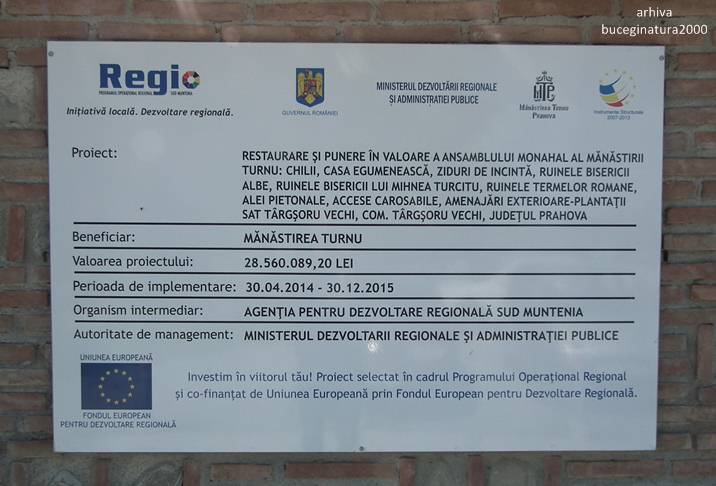 arhiva
buceginatura2000
Regio
PROGRAMUL OPERAȚIONAL REGIONAL SUD MUNTENIA
Inițiativă locală. Dezvoltare regională.
GUVERNUL ROMÂNIEI
MINISTERUL DEZVOLTĂRII REGIONALE
ȘI ADMINISTRAȚIEI PUBLICE
Mănăstirea Turnu
Prahova
Instrumente Structurale
2007-2013
Proiect: RESTAURARE ȘI PUNERE ÎN VALOARE A ANSAMBLULUI MONAHAL AL MĂNĂSTIRII
TURNU: CHILII, CASA EGUMENEASCĂ, ZIDURI DE INCINTĂ, RUINELE BISERICII
ALBE, RUINELE BISERICII LUI MIHNEA TURCITU, RUINELE TERMELOR ROMANE,
ALEI PIETONALE, ACCESE CAROSABILE, AMENAJĂRI EXTERIOARE-PLANTAȚII
SAT TÂRGȘORU VECHI, COM. TÂRGȘORU VECHI, JUDEȚUL PRAHOVA
Beneficiar: MĂNĂSTIREA TURNU
Valoarea proiectului: 28.560.089,20 LEI
Perioada de implementare: 30.04.2014 - 30.12.2015
Organism intermediar: AGENȚIA PENTRU DEZVOLTARE REGIONALĂ SUD MUNTENIA
Autoritate de management: MINISTERUL DEZVOLTARII REGIONALE ȘI ADMINISTRAȚIEI PUBLICE
UNIUNEA EUROPEANĂ
FONDUL EUROPEAN
PENTRU DEZVOLTARE REGIONALĂ
Investim în viitorul tău! Proiect selectat în cadrul Programului Operațional Regional
și co-finanțat de Uniunea Europeană prin Fondul European pentru Dezvoltare Regională.